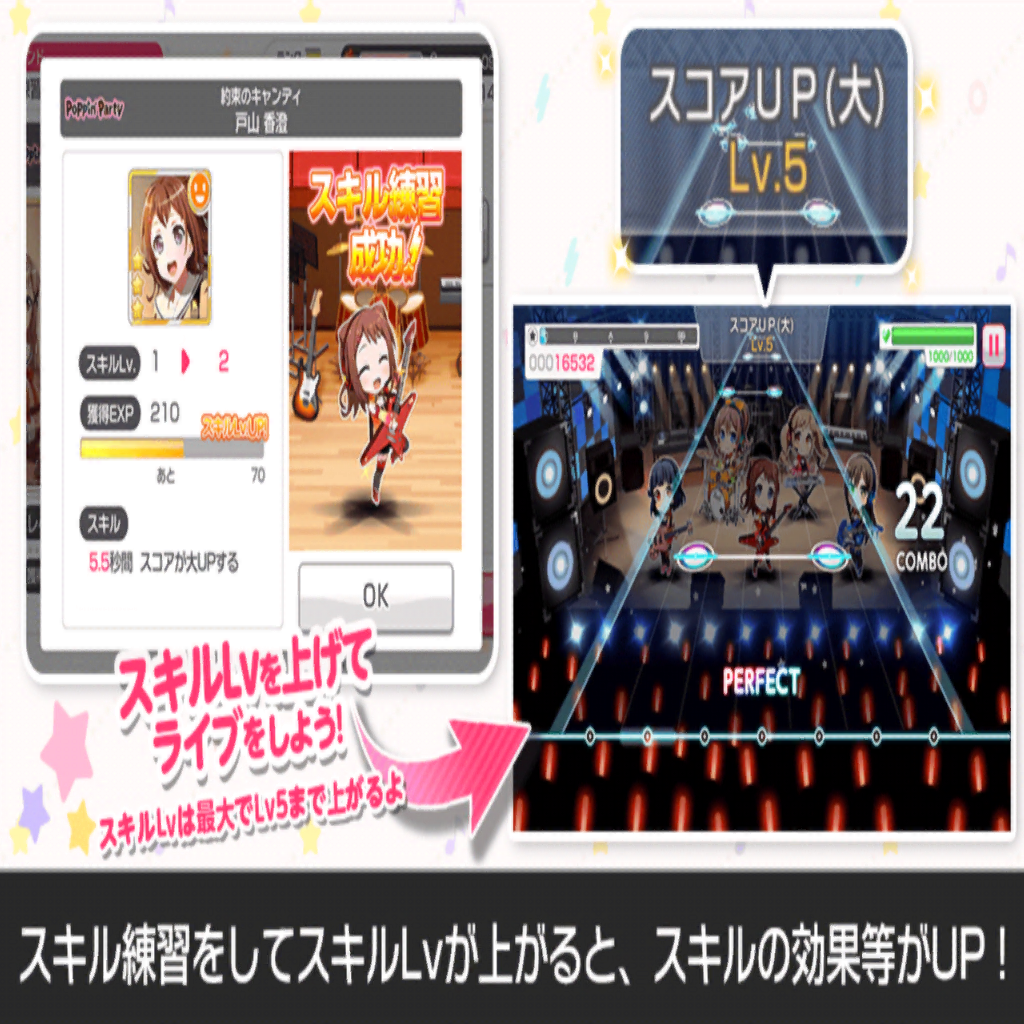 Poppin'Party
約束のキャンディ
戸山 香澄
スキル練習
成功!
スキルLv. 1 2
獲得EXP 210
スキルLvUP!
あと 70
スキル
5.5秒間 スコアが大UPする
OK
スキルLvを上げて
ライブをしよう!
スキルLvは最大でLv5まで上がるよ
スコアUP(大)
Lv.5
スコアUP(大)
Lv.5
00016532
1000/1000
22
COMBO
PERFECT
スキル練習をしてスキルLvが上がると、スキルの効果等がUP!